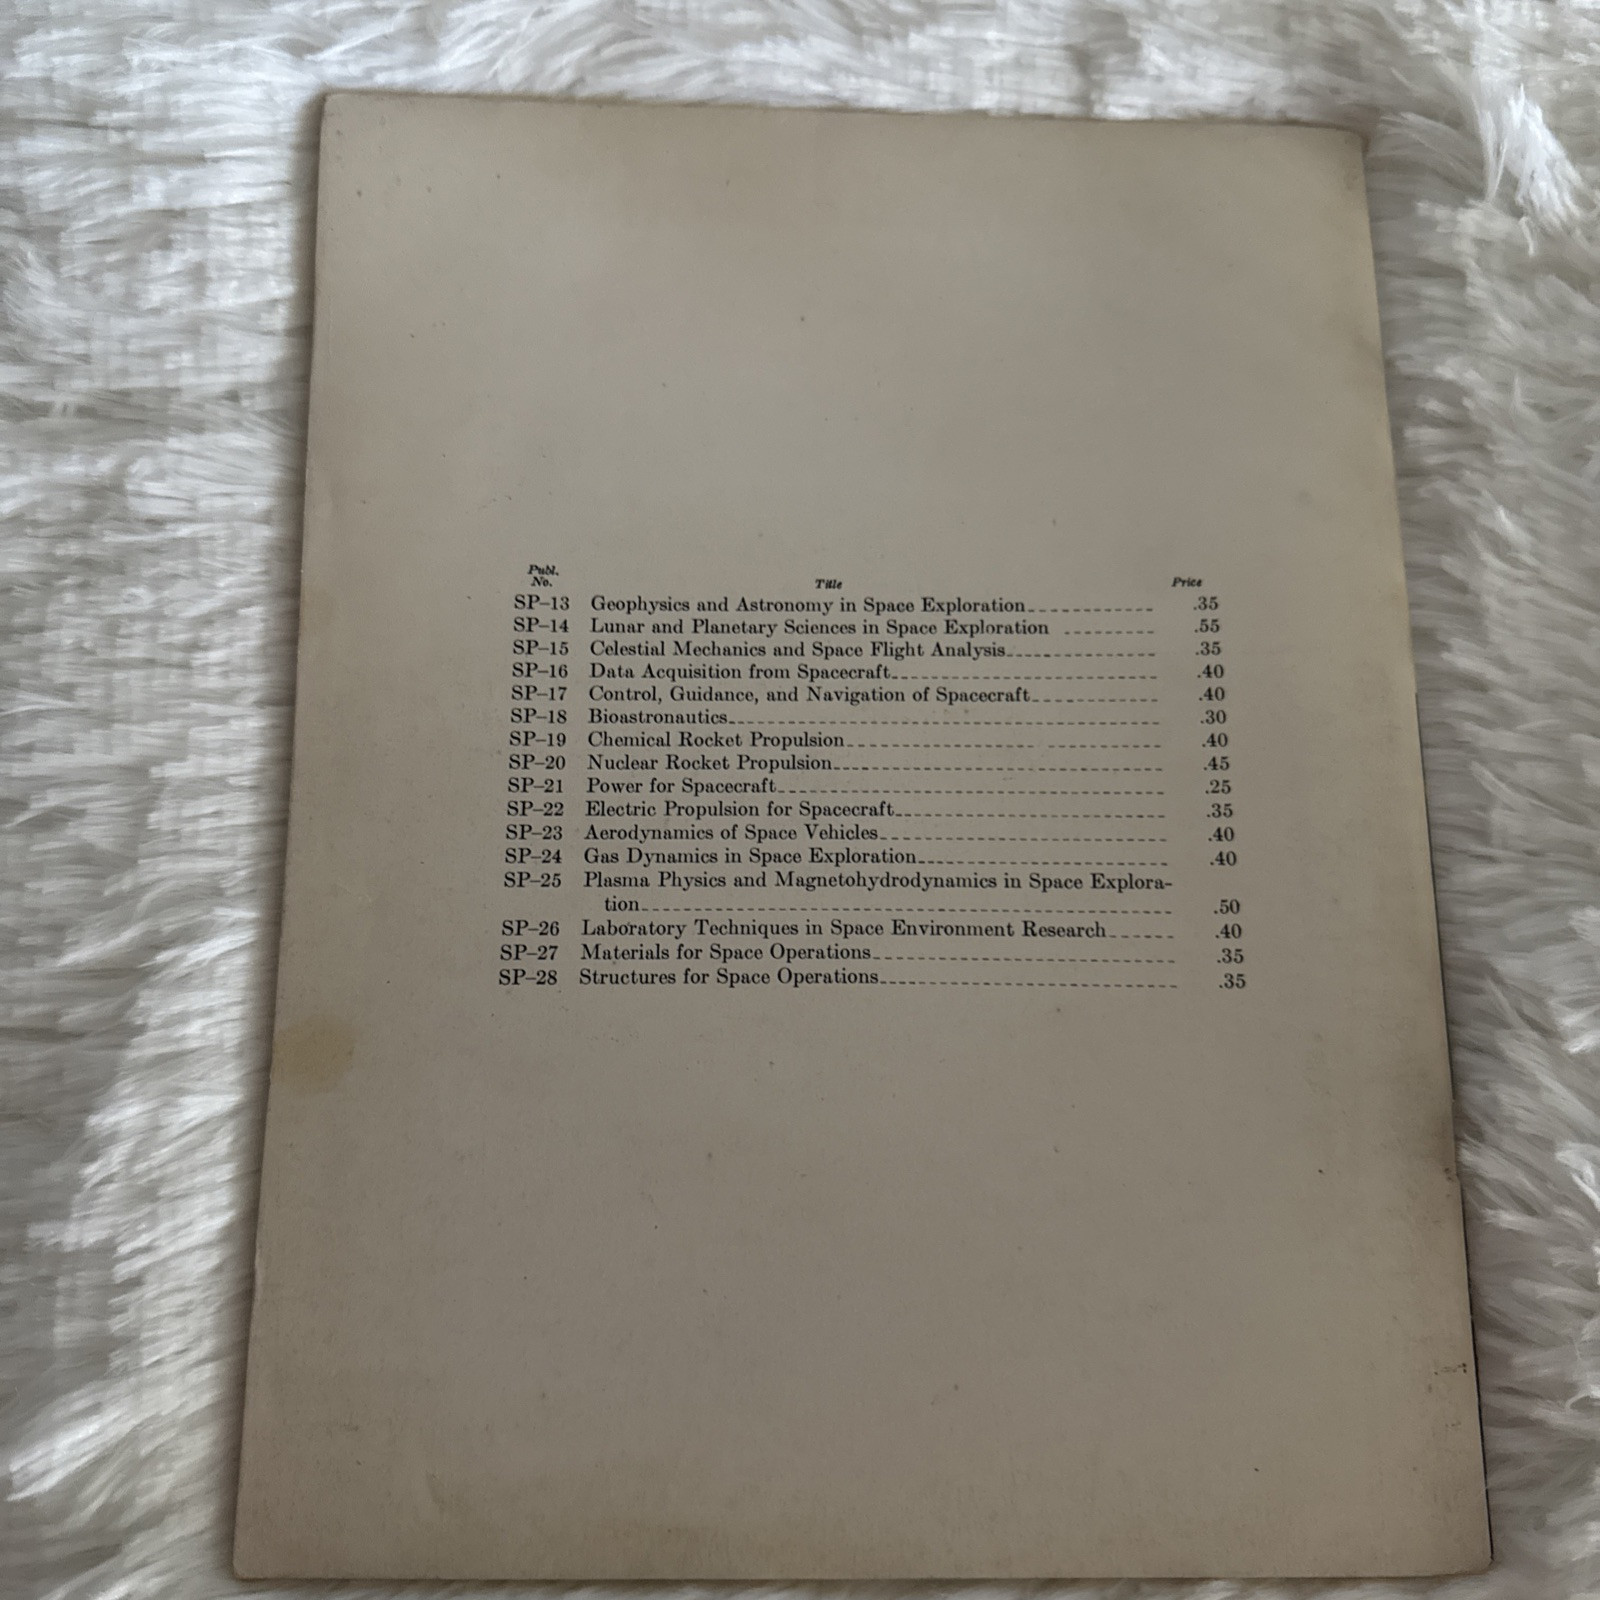 Publ.
No. Title Price
SP–13 Geophysics and Astronomy in Space Exploration .35
SP–14 Lunar and Planetary Sciences in Space Exploration .55
SP–15 Celestial Mechanics and Space Flight Analysis .35
SP–16 Data Acquisition from Spacecraft .40
SP–17 Control, Guidance, and Navigation of Spacecraft .40
SP–18 Bioastronautics .30
SP–19 Chemical Rocket Propulsion .40
SP–20 Nuclear Rocket Propulsion .45
SP–21 Power for Spacecraft .25
SP–22 Electric Propulsion for Spacecraft .35
SP–23 Aerodynamics of Space Vehicles .40
SP–24 Gas Dynamics in Space Exploration .40
SP–25 Plasma Physics and Magnetohydrodynamics in Space Explora-
tion .50
SP–26 Laboratory Techniques in Space Environment Research .40
SP–27 Materials for Space Operations .35
SP–28 Structures for Space Operations .35